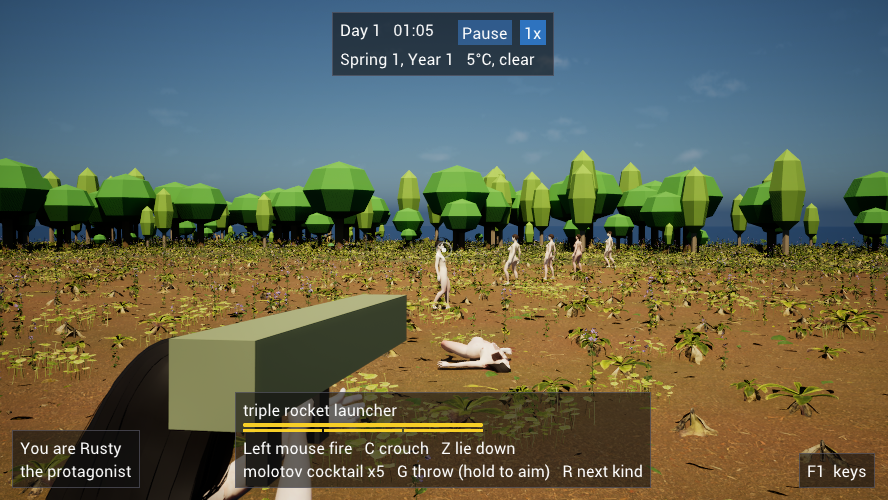 Day 1 01:05 Pause 1x
Spring 1, Year 1 5°C, clear
triple rocket launcher
Left mouse fire C crouch Z lie down
molotov cocktail x5 G throw (hold to aim) R next kind
You are Rusty
the protagonist
F1 keys